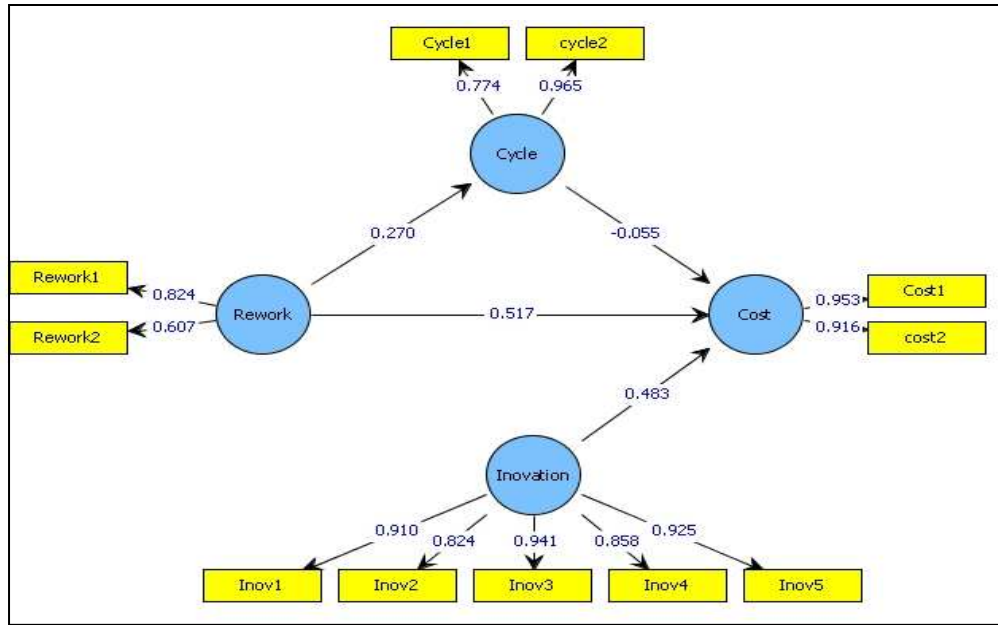 Cycle1
cycle2
0.774
0.965
Cycle
0.270
-0.055
Rework1
Rework2
0.824
0.607
Rework
0.517
Cost
0.953
0.916
Cost1
cost2
0.483
Inovation
0.910
0.824
0.941
0.858
0.925
Inov1
Inov2
Inov3
Inov4
Inov5